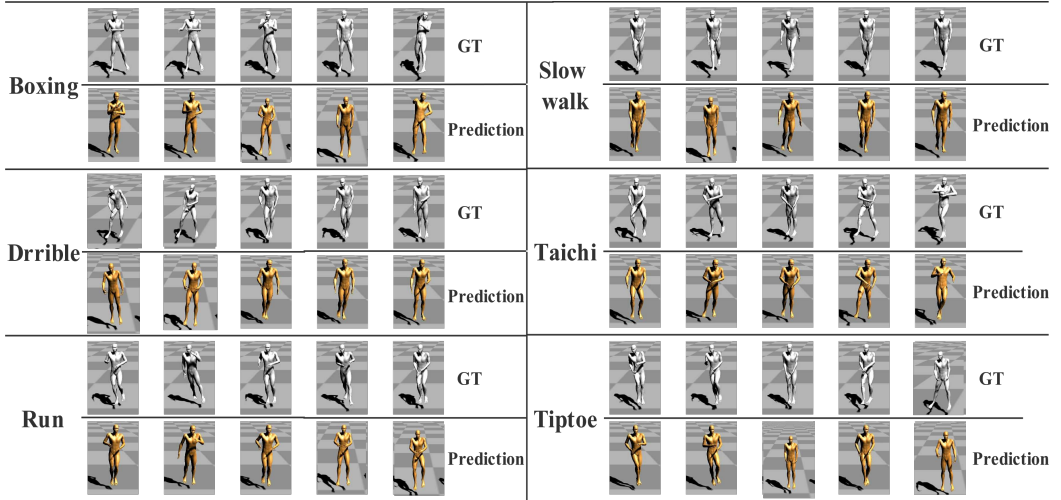 Boxing
GT
Prediction
Slow
walk
GT
Prediction
Drrible
GT
Prediction
Taichi
GT
Prediction
Run
GT
Prediction
Tiptoe
GT
Prediction